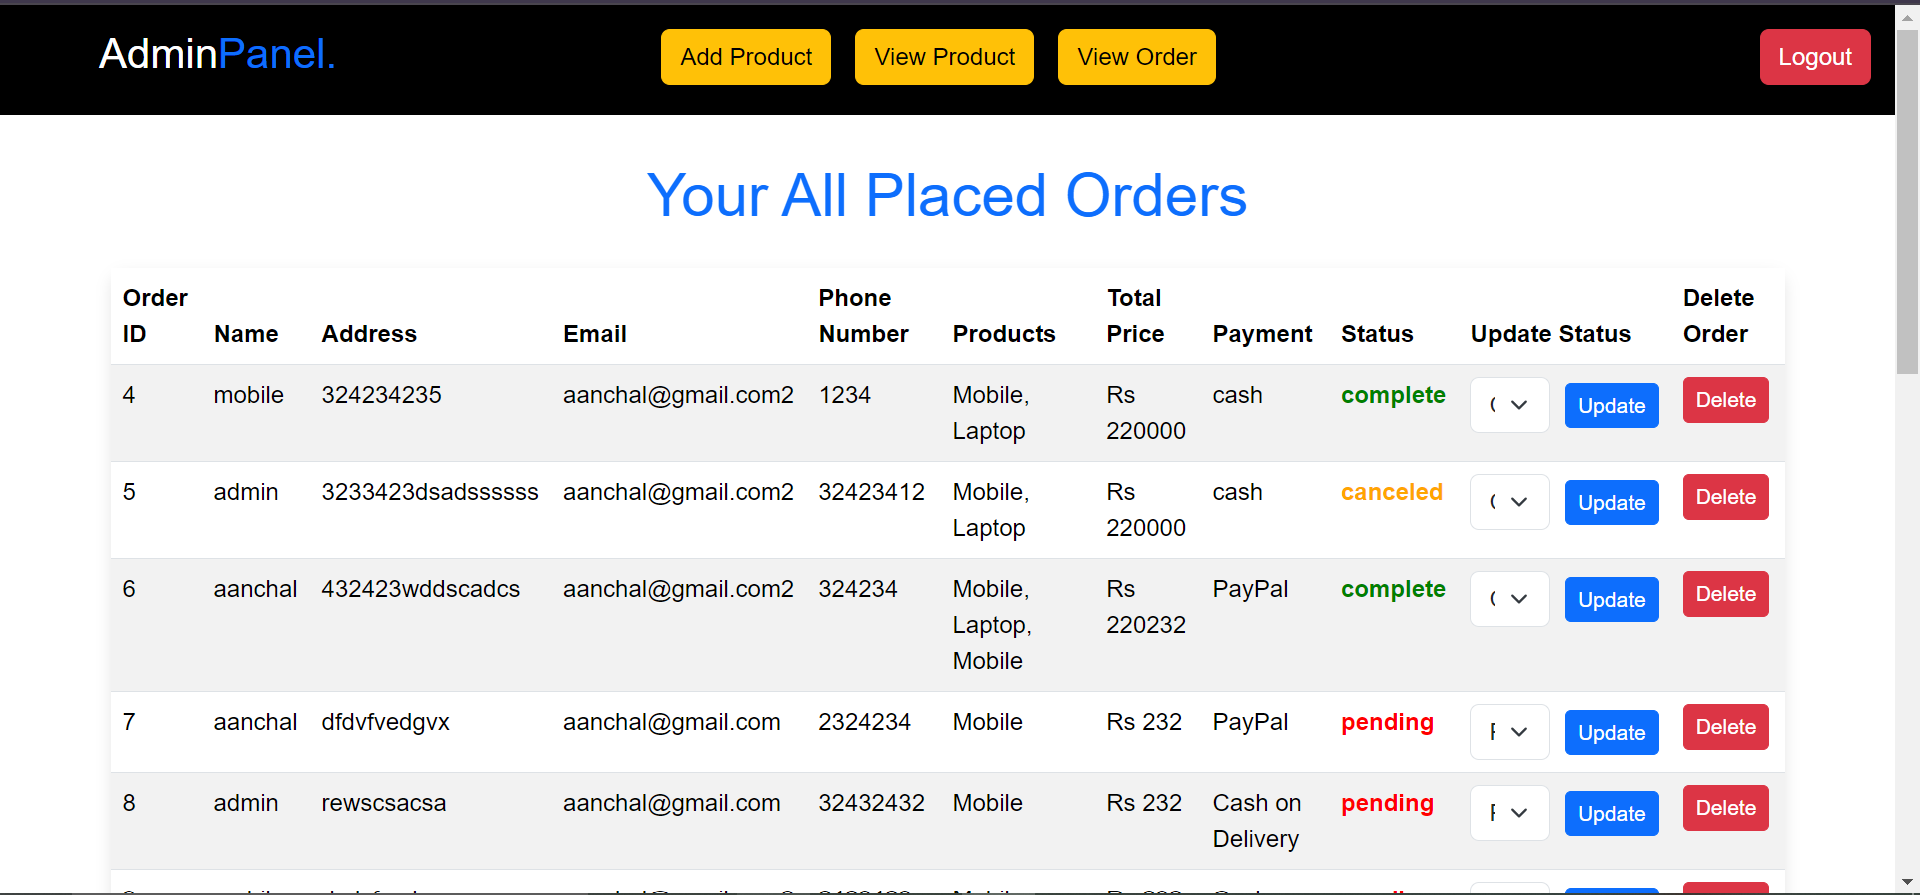 AdminPanel.
Add Product
View Product
View Order
Logout
Your All Placed Orders
Order ID Name Address Email Phone Number Products Total Price Payment Status Update Status Delete Order
4 mobile 324234235 aanchal@gmail.com2 1234 Mobile, Laptop Rs 220000 cash complete Update Delete
5 admin 3233423dsadssssss aanchal@gmail.com2 32423412 Mobile, Laptop Rs 220000 cash canceled Update Delete
6 aanchal 432423wddscadcs aanchal@gmail.com2 324234 Mobile, Laptop, Mobile Rs 220232 PayPal complete Update Delete
7 aanchal dfdvfvedgvx aanchal@gmail.com 2324234 Mobile Rs 232 PayPal pending Update Delete
8 admin rewscsacsa aanchal@gmail.com 32432432 Mobile Rs 232 Cash on Delivery pending Update Delete